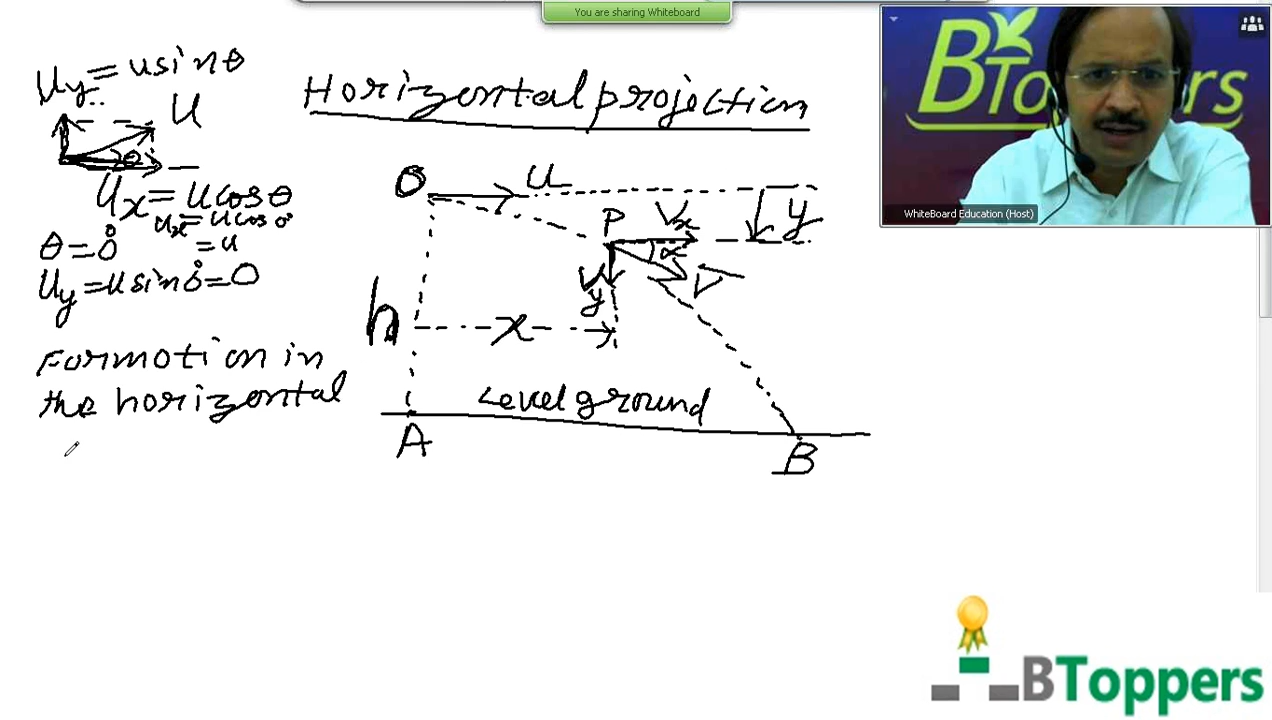 You are sharing Whiteboard
BToppers
WhiteBoard Education (Host)
Horizontal projection
uy = usinθ
u
θ
ux = ucosθ
ux = ucos0°
= u
θ = 0°
uy = usin0° = 0
For motion in
the horizontal
O
u
P
Vx
y
α
Vy
V
h
x
Level ground
A
B
BToppers